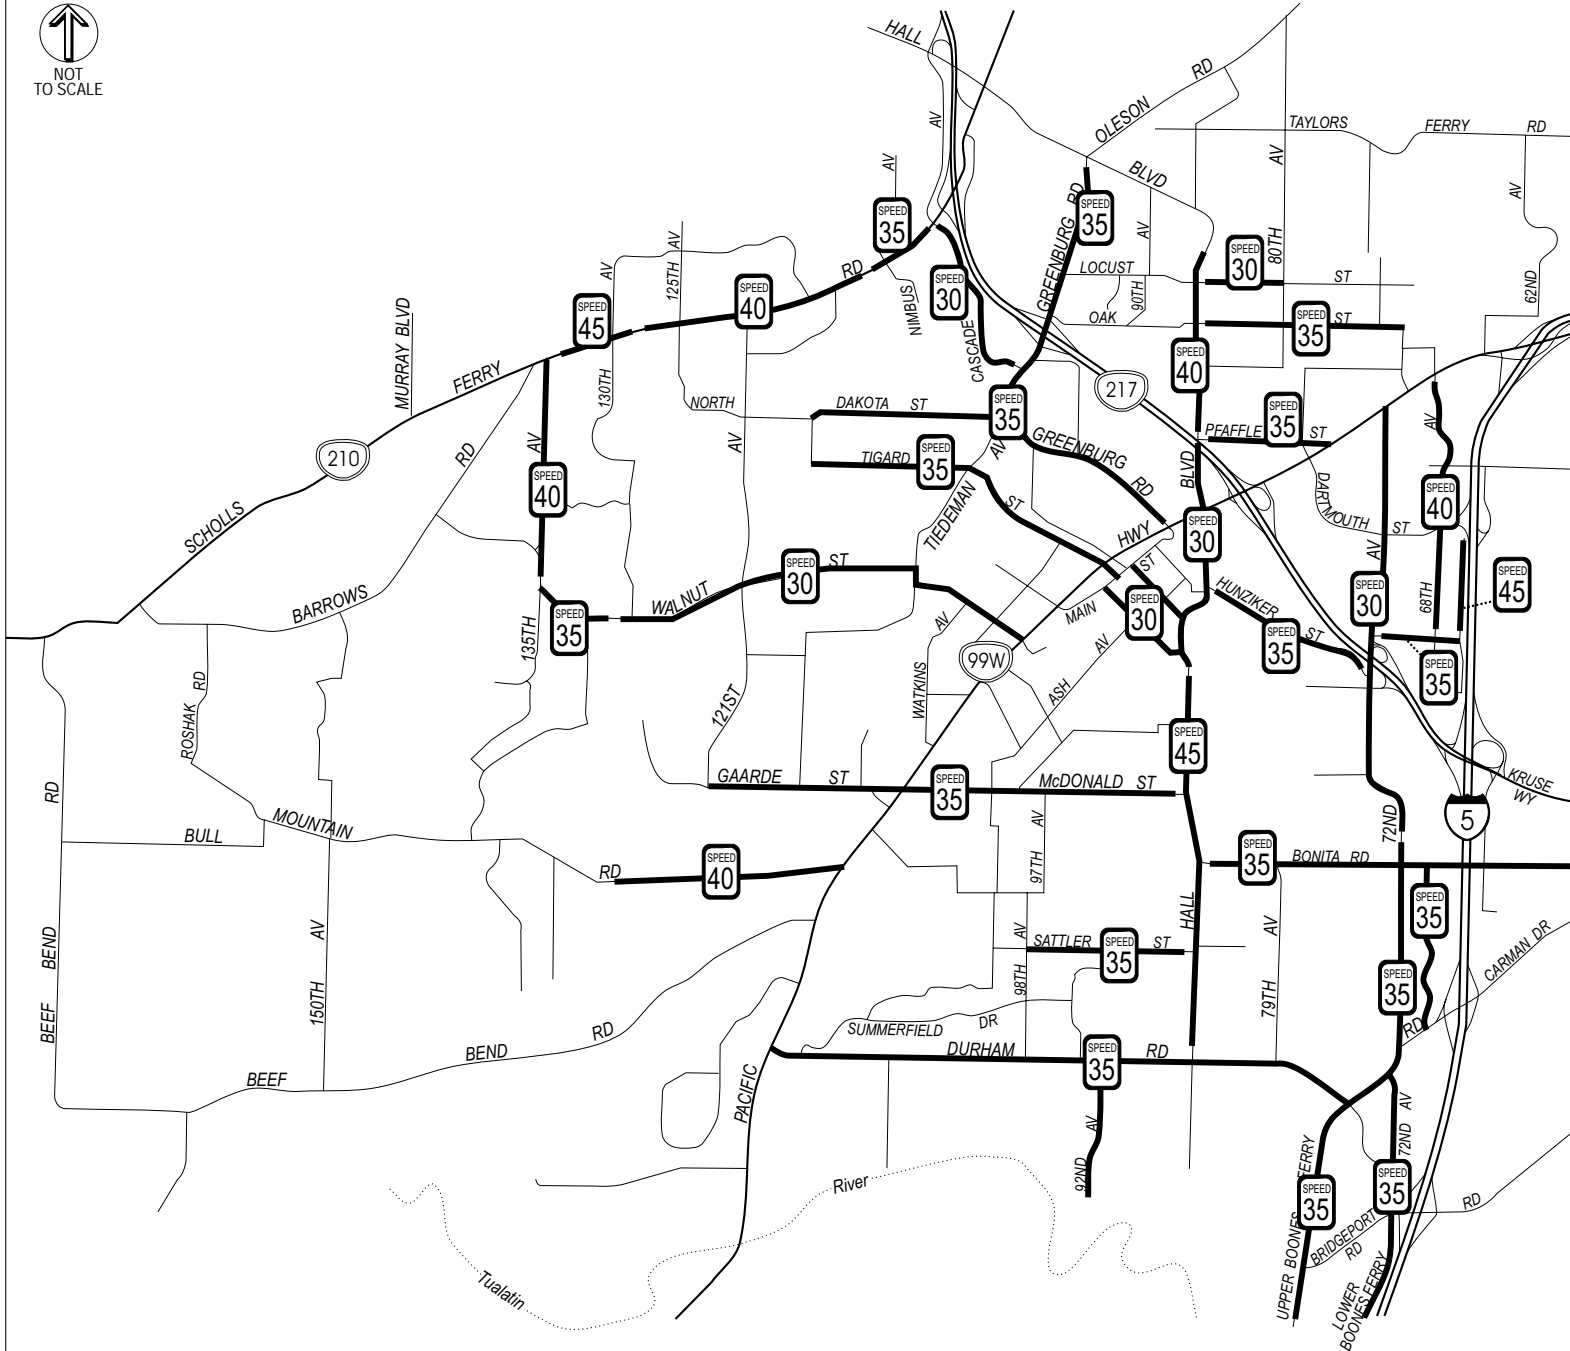 NOT
TO SCALE
HALL
AV
OLESON
RD
TAYLORS
FERRY
RD
AV
BLVD
AV
AV
AV
SPEED
35
GREENBURG
RD
SPEED
35
SPEED
30
80TH
LOCUST
ST
90TH
62ND
OAK
ST
SPEED
35
125TH
AV
AV
SPEED
40
SPEED
45
RD
NIMBUS
SPEED
30
CASCADE
MURRAY BLVD
FERRY
130TH
SPEED
40
217
NORTH
DAKOTA
ST
SPEED
35
SPEED
35
PFAFFLE
ST
AV
210
RD
AV
AV
TIGARD
SPEED
35
AV
GREENBURG
RD
BLVD
SPEED
40
TIEDEMAN
ST
HWY
SPEED
30
DARTMOUTH
ST
SPEED
40
SCHOLLS
AV
BARROWS
WALNUT
SPEED
30
ST
ST
MAIN
SPEED
30
HUNZIKER
ST
SPEED
35
SPEED
30
68TH
SPEED
45
SPEED
35
135TH
SPEED
35
AV
AV
WATKINS
99W
ASH
ROSHAK
RD
121ST
SPEED
45
GAARDE
ST
SPEED
35
McDONALD
ST
KRUSE
WY
RD
5
72ND
MOUNTAIN
BULL
AV
97TH
RD
SPEED
40
SPEED
35
BONITA
RD
SPEED
35
AV
HALL
AV
AV
SATTLER
SPEED
35
ST
CARMAN DR
BEND
150TH
98TH
79TH
SPEED
35
RD
BEEF
SUMMERFIELD
DR
BEND
RD
DURHAM
SPEED
35
RD
BEEF
PACIFIC
AV
92ND
AV
72ND
River
UPPER BOONES FERRY
SPEED
35
SPEED
35
BRIDGEPORT
RD
RD
Tualatin
LOWER
BOONES FERRY